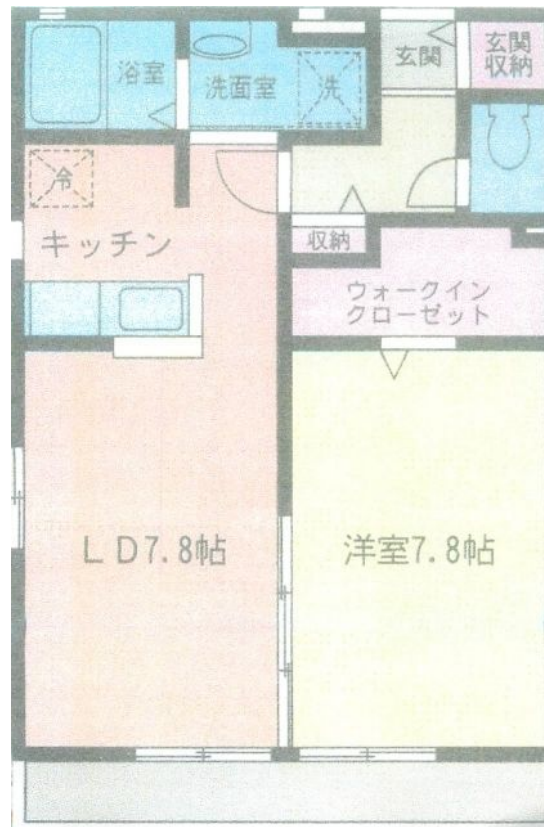 浴室
洗面室
洗
玄関
玄関
収納
冷
キッチン
収納
ウォークイン
クローゼット
LD7.8帖
洋室7.8帖